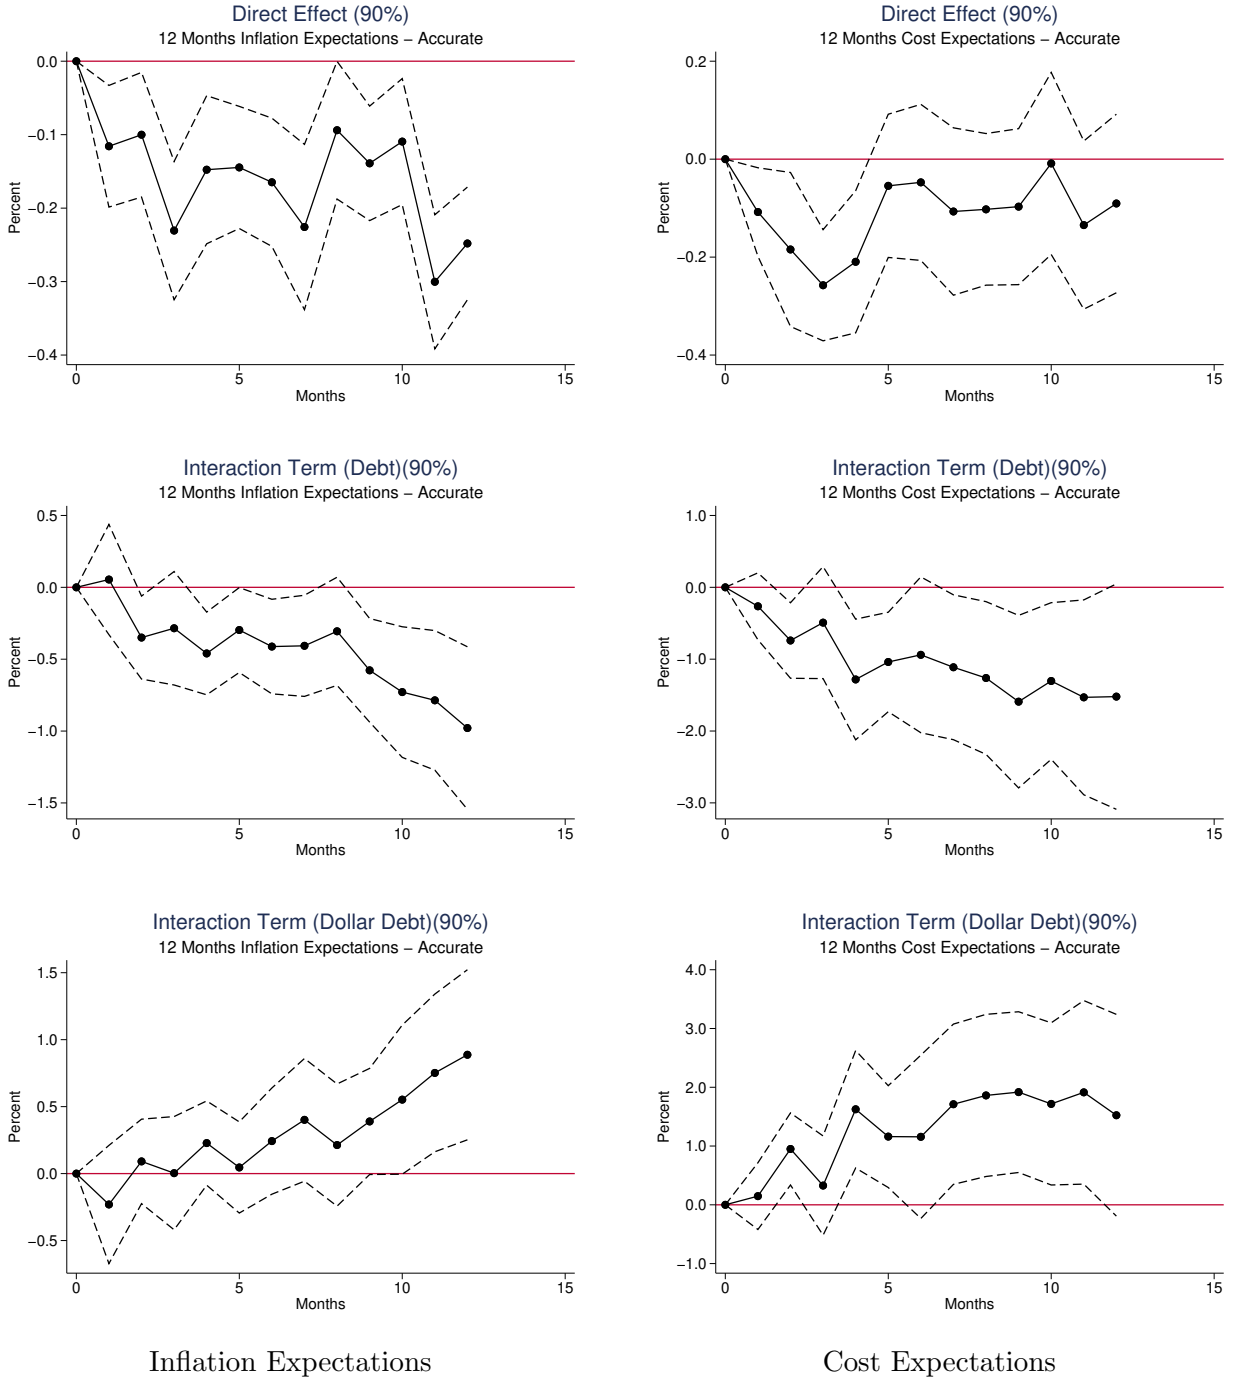 Direct Effect (90%)
12 Months Inflation Expectations − Accurate
0.0
−0.1
−0.2
−0.3
−0.4
Percent
0 5 10 15
Months
Direct Effect (90%)
12 Months Cost Expectations − Accurate
0.2
0.0
−0.2
−0.4
Percent
0 5 10 15
Months
Interaction Term (Debt)(90%)
12 Months Inflation Expectations − Accurate
0.5
0.0
−0.5
−1.0
−1.5
Percent
0 5 10 15
Months
Interaction Term (Debt)(90%)
12 Months Cost Expectations − Accurate
1.0
0.0
−1.0
−2.0
−3.0
Percent
0 5 10 15
Months
Interaction Term (Dollar Debt)(90%)
12 Months Inflation Expectations − Accurate
1.5
1.0
0.5
0.0
−0.5
Percent
0 5 10 15
Months
Interaction Term (Dollar Debt)(90%)
12 Months Cost Expectations − Accurate
4.0
3.0
2.0
1.0
0.0
−1.0
Percent
0 5 10 15
Months
Inflation Expectations
Cost Expectations